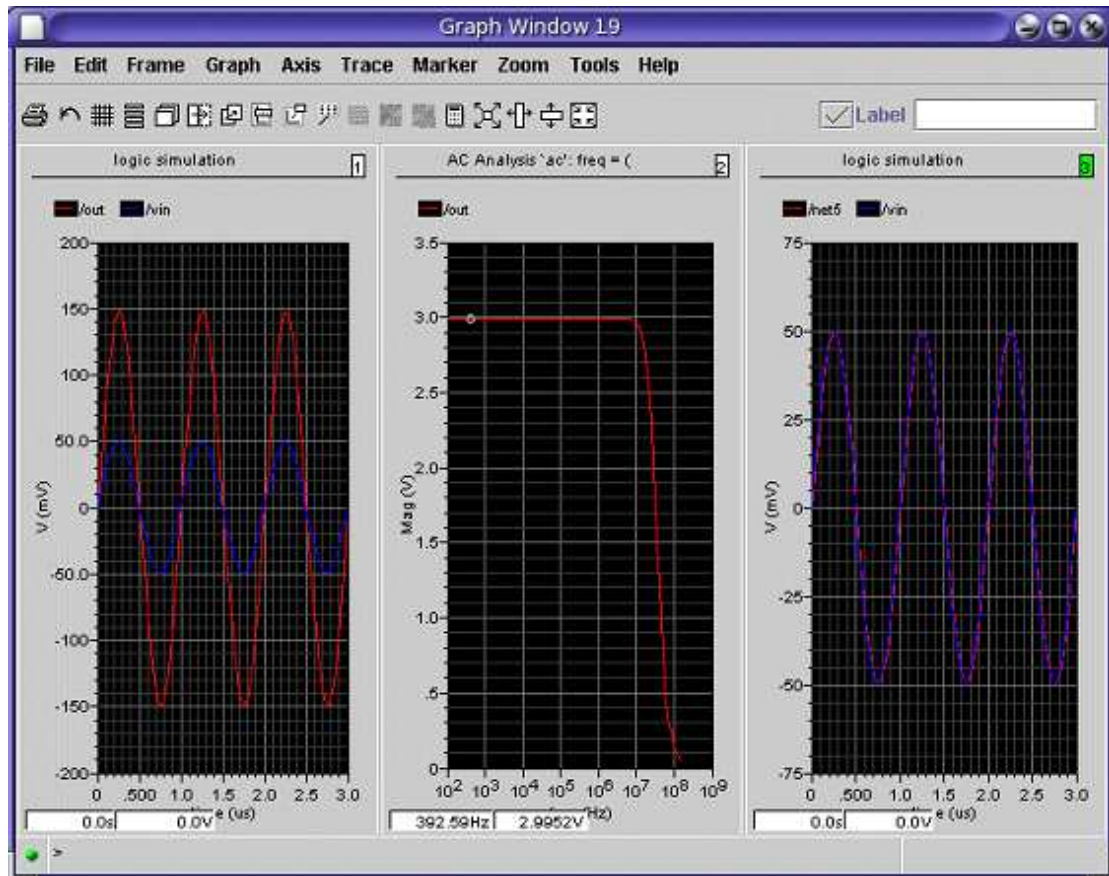 Graph Window 19
File Edit Frame Graph Axis Trace Marker Zoom Tools Help
Label
logic simulation
1
/out /vin
200
150
100
50.0
0
-50.0
-100
-150
-200
V (mV)
0 .500 1.0 1.5 2.0 2.5 3.0
e (us)
0.0s 0.0V
AC Analysis `ac': freq = (
2
/out
3.5
3.0
2.5
2.0
1.5
1.0
.5
0
Mag (V)
10² 10³ 10⁴ 10⁵ 10⁶ 10⁷ 10⁸ 10⁹
Hz)
392.59Hz 2.9952V
logic simulation
3
/net5 /vin
75
50
25
0
-25
-50
-75
V (mV)
0 .500 1.0 1.5 2.0 2.5 3.0
e (us)
0.0s 0.0V
>